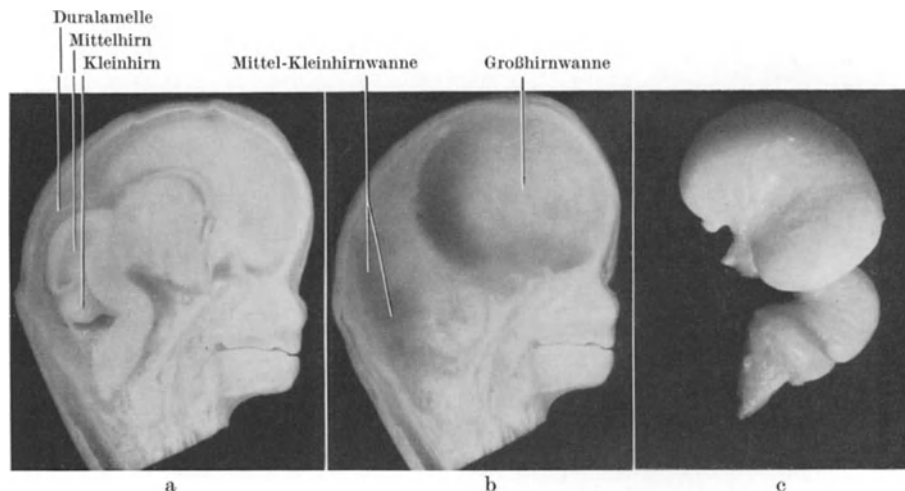 Duralamelle
Mittelhirn
Kleinhirn
Mittel-Kleinhirnwanne
Großhirnwanne
a
b
c